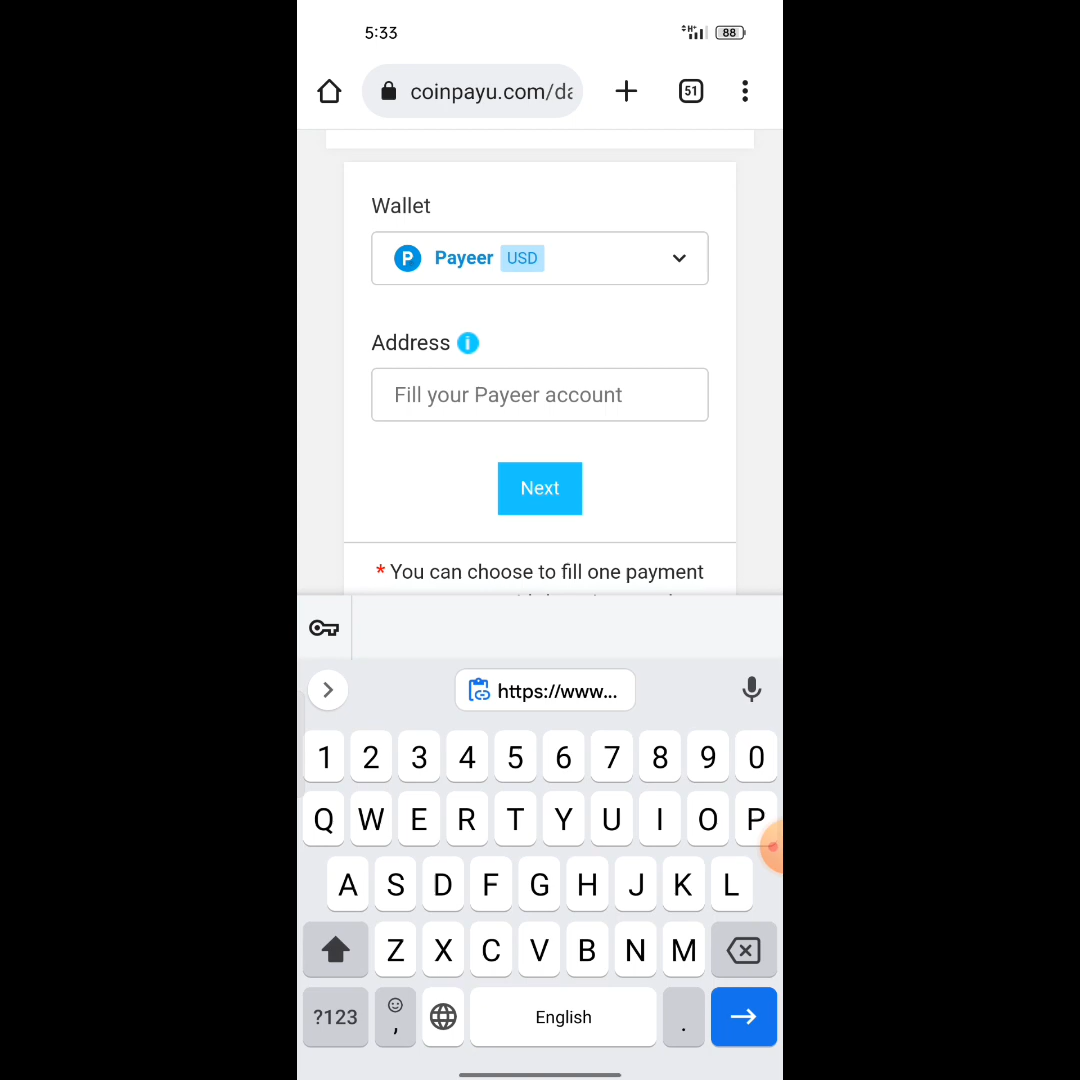 5:33
H+
88
coinpayu.com/da
51
Wallet
P Payeer USD
Address i
Fill your Payeer account
Next
* You can choose to fill one payment
https://www...
1 2 3 4 5 6 7 8 9 0
Q W E R T Y U I O P
A S D F G H J K L
Z X C V B N M
?123 , English .